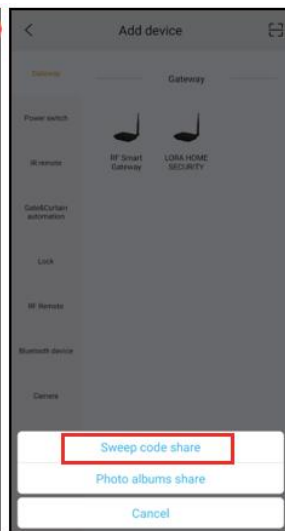 Add device
Gateway
Gateway
Power switch
IR remote
RF Smart
Gateway
LORA HOME
SECURITY
Gate&Curtain
automation
Lock
RF Remote
Bluetooth device
Camera
Sweep code share
Photo albums share
Cancel